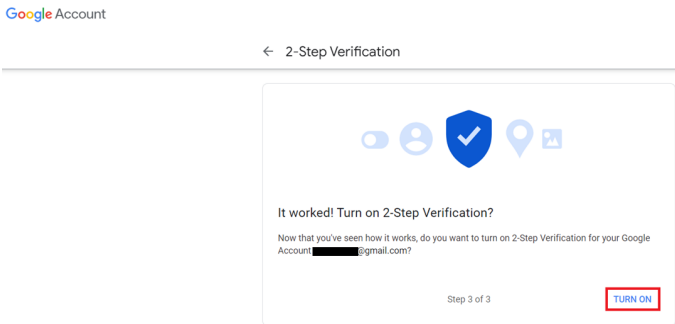 Google Account
2-Step Verification
It worked! Turn on 2-Step Verification?
Now that you've seen how it works, do you want to turn on 2-Step Verification for your Google
Account @gmail.com?
Step 3 of 3
TURN ON